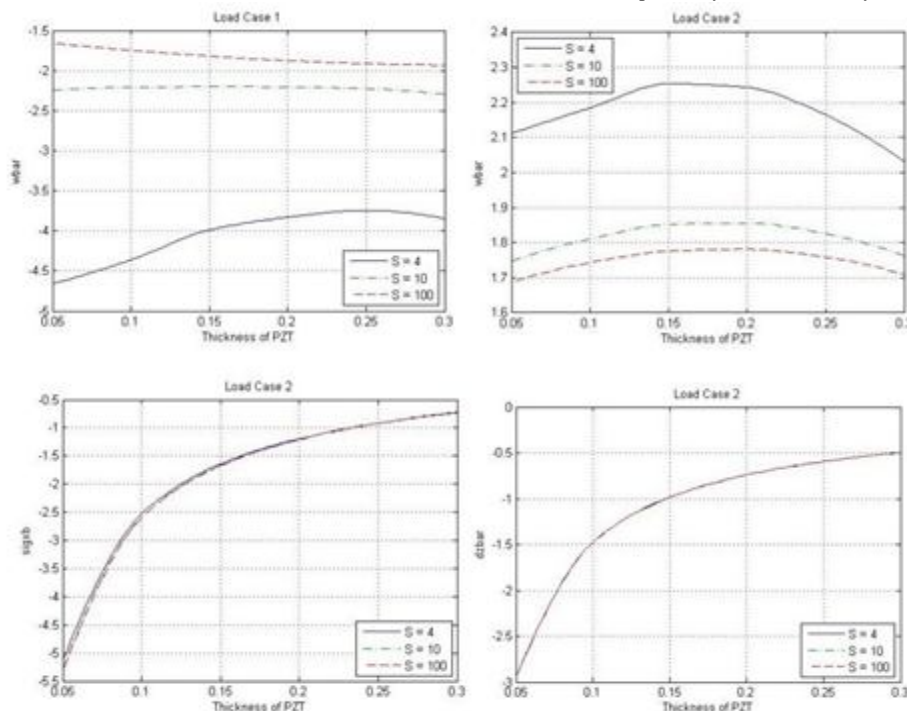 Load Case 1
-1.5
-2
-2.5
-3
-3.5
-4
-4.5
-5
wbar
S = 4
S = 10
S = 100
0.05 0.1 0.15 0.2 0.25 0.3
Thickness of PZT
Load Case 2
2.4
2.3
2.2
2.1
2
1.9
1.8
1.7
1.6
wbar
S = 4
S = 10
S = 100
0.05 0.1 0.15 0.2 0.25 0.3
Thickness of PZT
Load Case 2
-0.5
-1
-1.5
-2
-2.5
-3
-3.5
-4
-4.5
-5
-5.5
sigxb
S = 4
S = 10
S = 100
0.05 0.1 0.15 0.2 0.25 0.3
Thickness of PZT
Load Case 2
0
-0.5
-1
-1.5
-2
-2.5
-3
dzbar
S = 4
S = 10
S = 100
0.05 0.1 0.15 0.2 0.25 0.3
Thickness of PZT